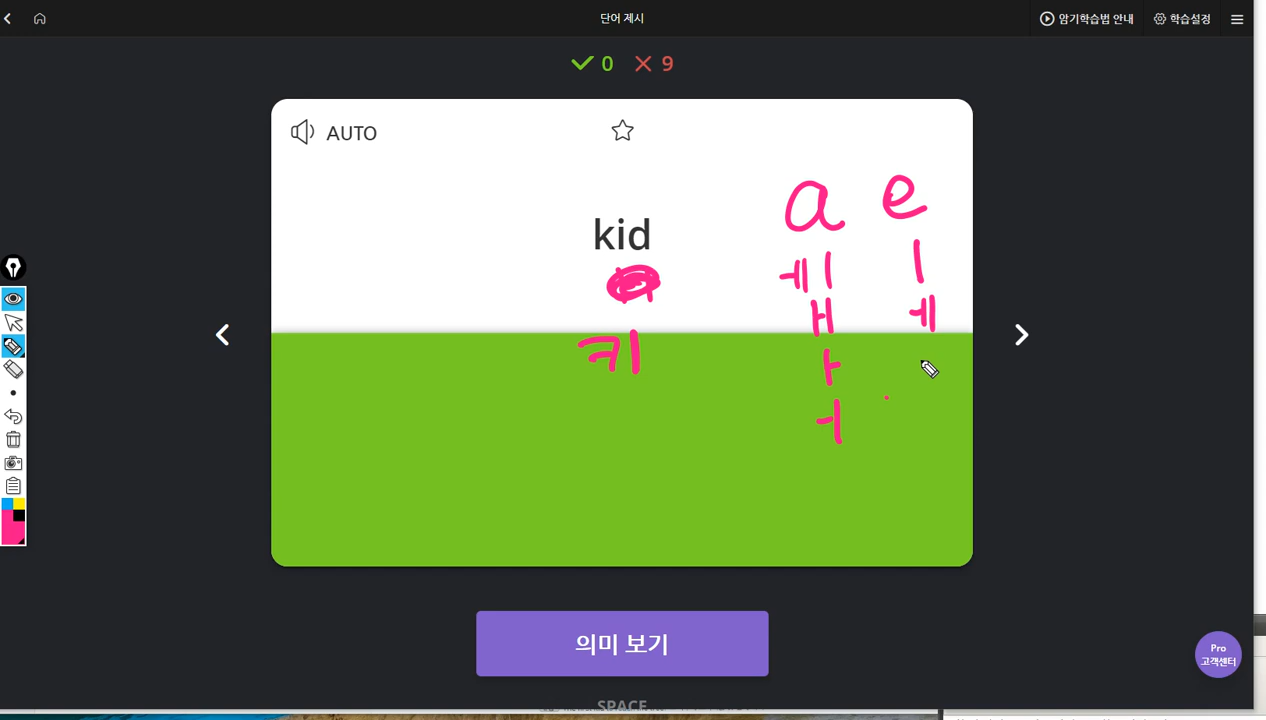 단어 제시
암기학습법 안내
학습설정
0
9
AUTO
kid
키
a e
ㅔ ㅣ
ㅐ ㅔ
ㅏ
ㅓ
의미 보기
SPACE
Pro
고객센터